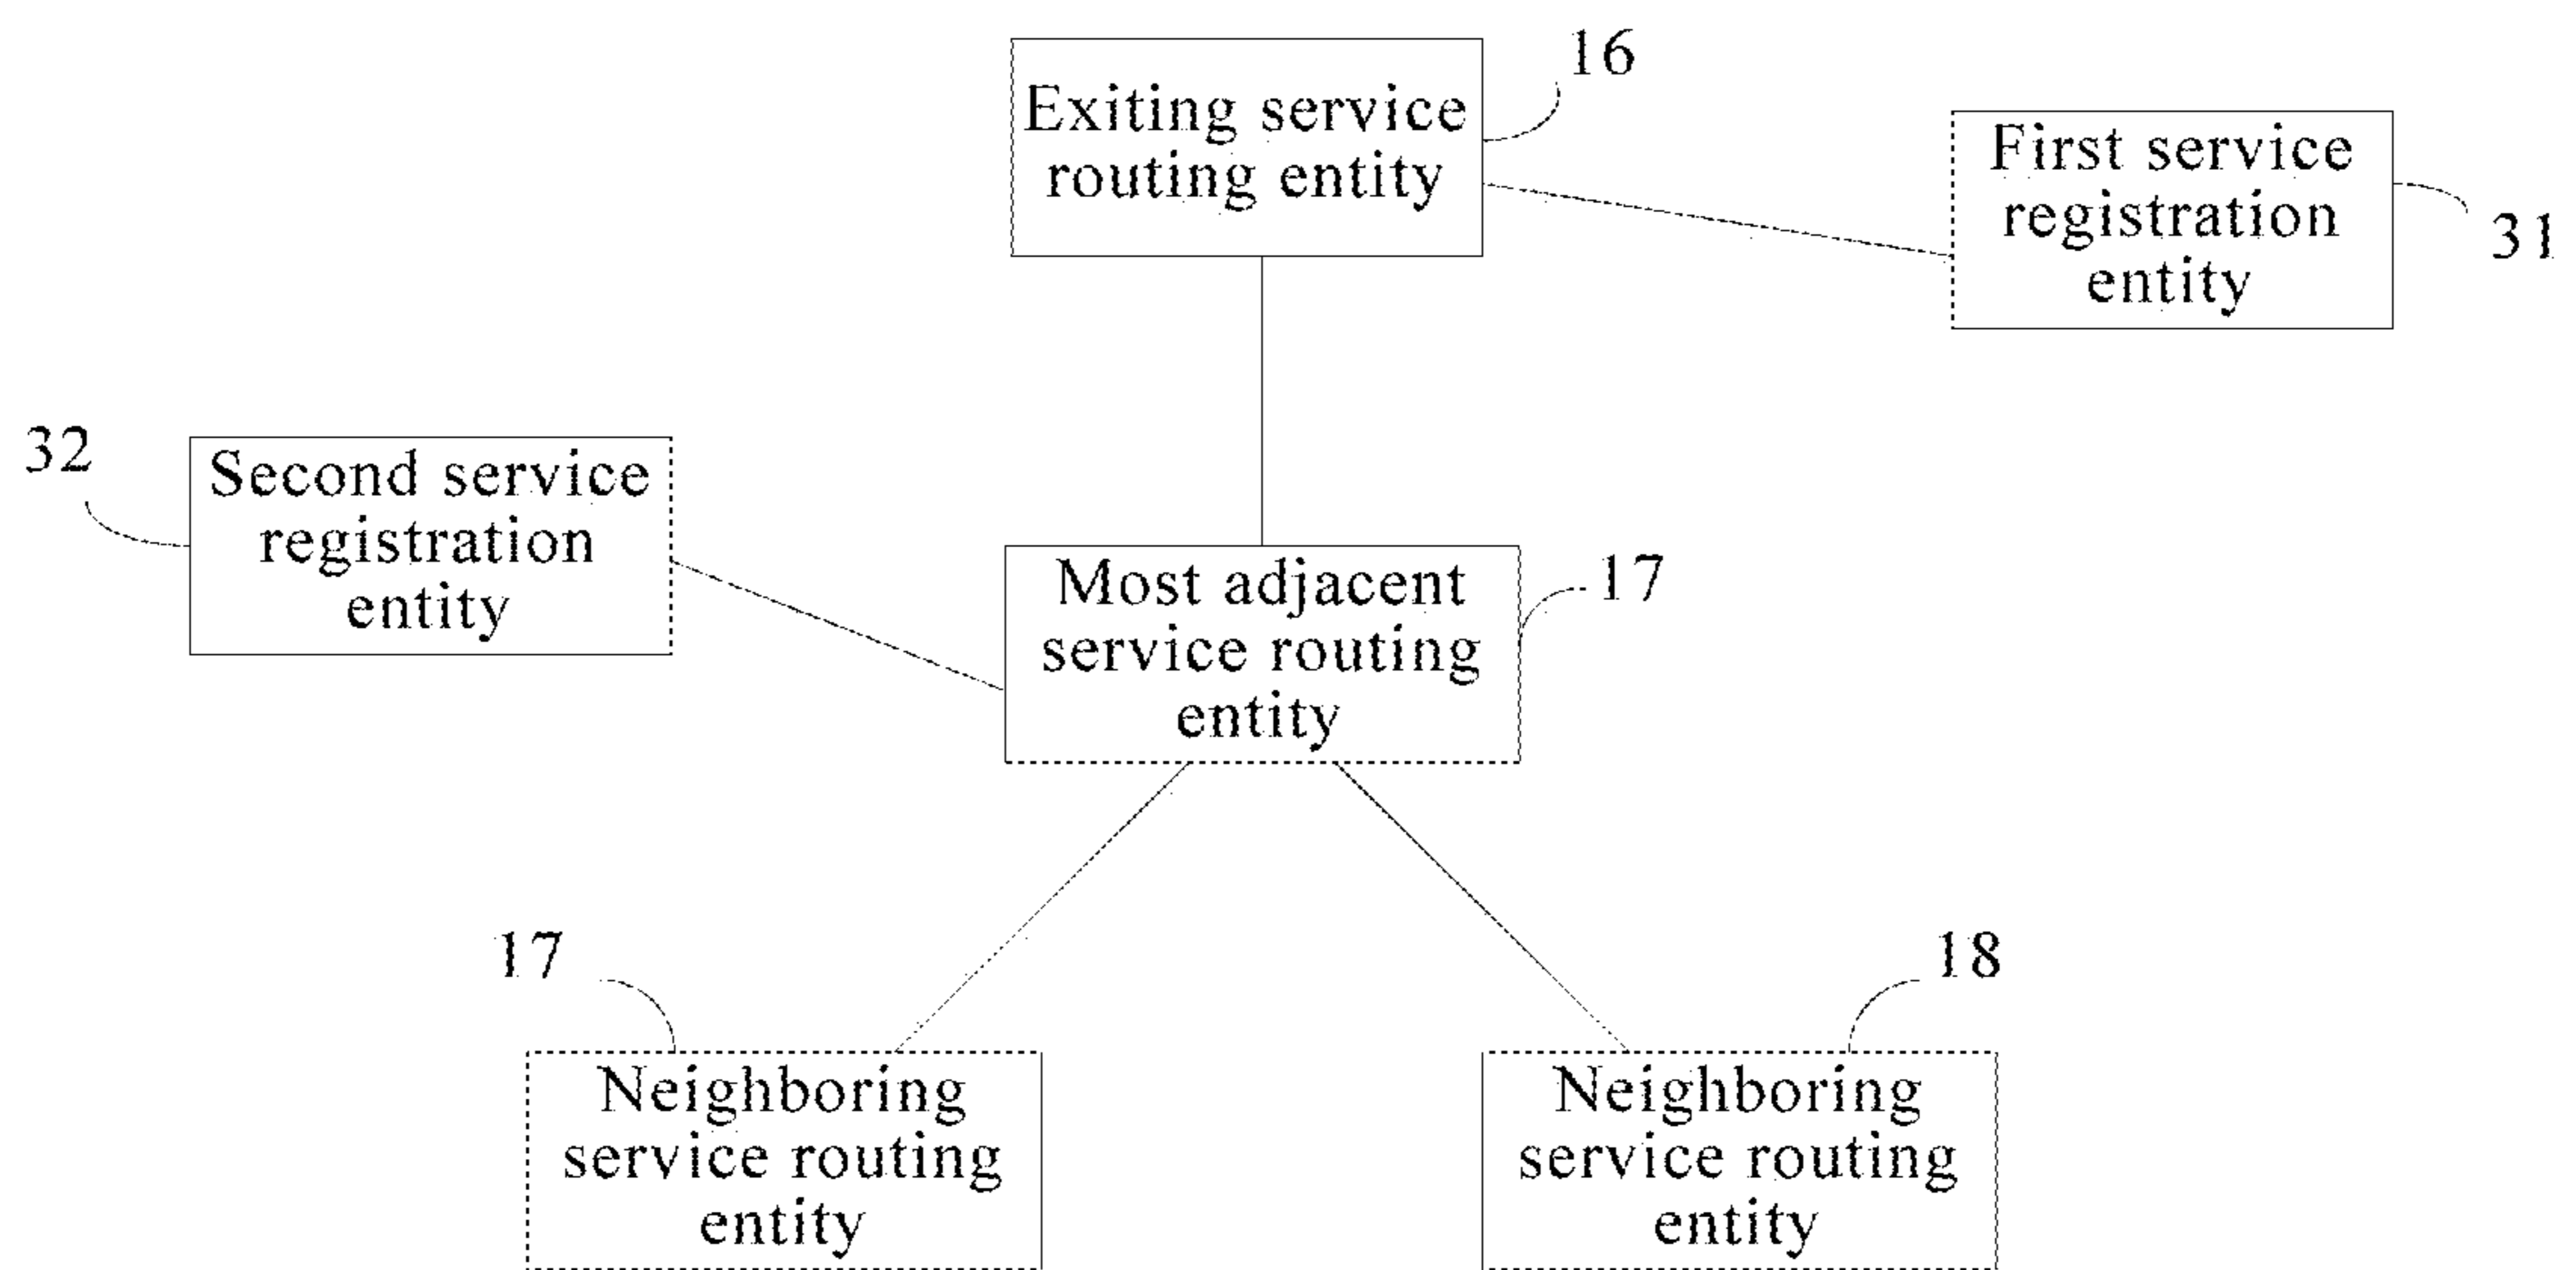 16
Exiting service
routing entity
First service
registration
entity
31
32
Second service
registration
entity
Most adjacent
service routing
entity
17
17
Neighboring
service routing
entity
18
Neighboring
service routing
entity